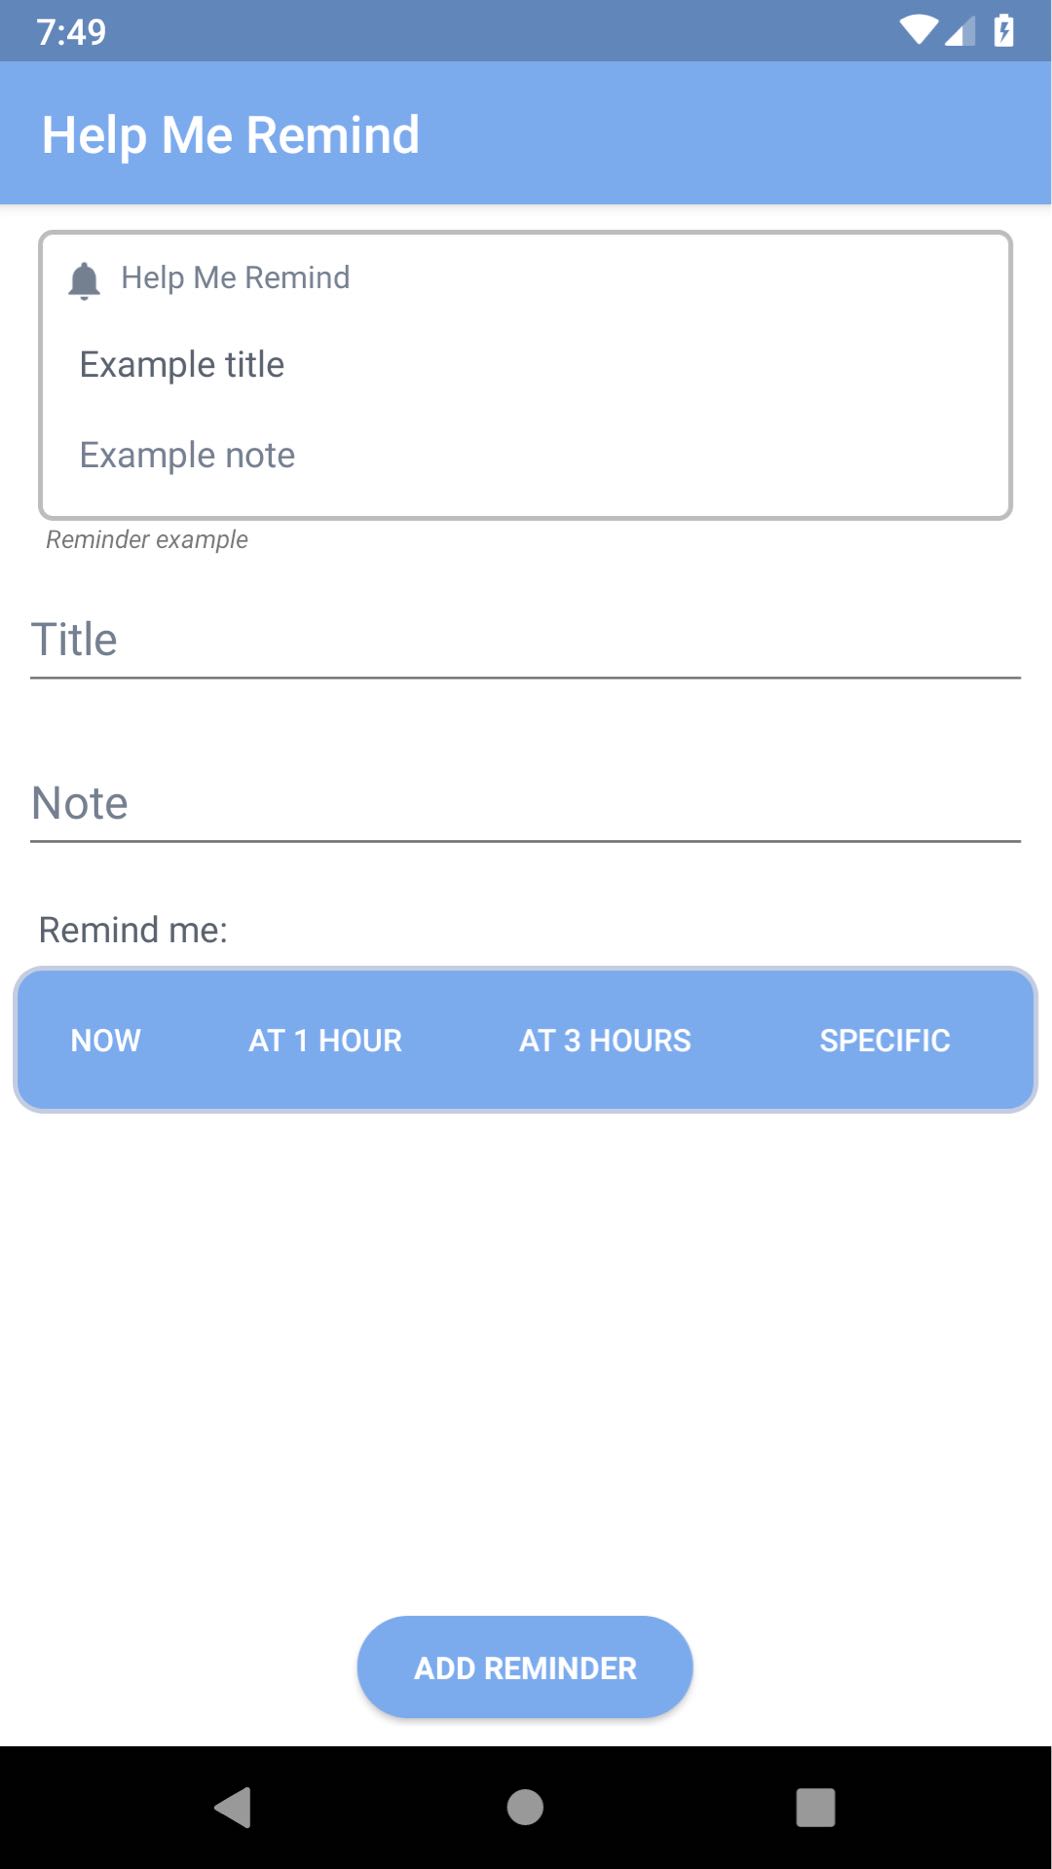 7:49
Help Me Remind
Help Me Remind
Example title
Example note
Reminder example
Title
Note
Remind me:
NOW AT 1 HOUR AT 3 HOURS SPECIFIC
ADD REMINDER